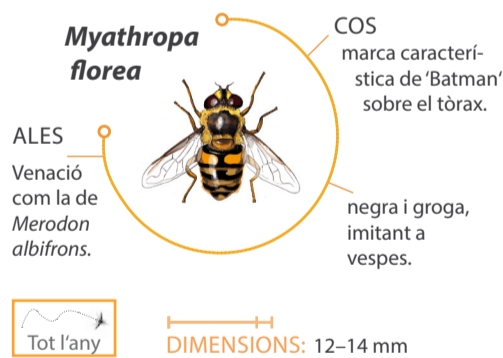 Myathropa
florea
COS
marca caracterí-
stica de ‘Batman’
sobre el tòrax.
ALES
Venació
com la de
Merodon
albifrons.
negra i groga,
imitant a
vespes.
Tot l’any
DIMENSIONS: 12–14 mm